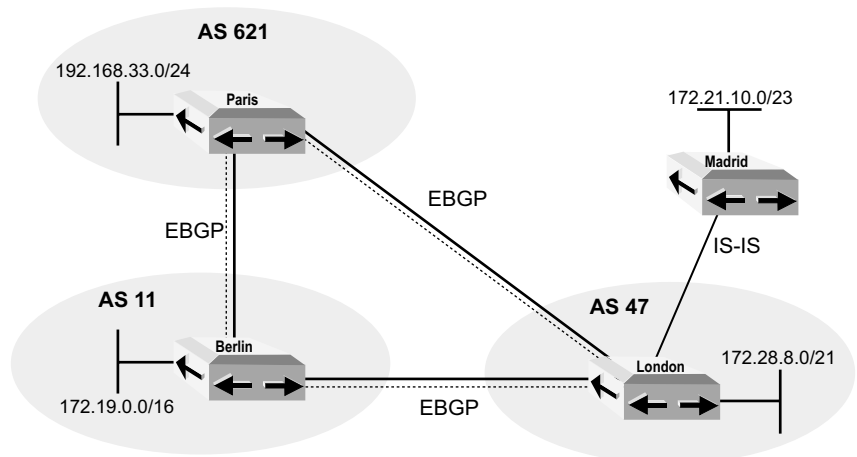 AS 621
192.168.33.0/24
Paris
172.21.10.0/23
Madrid
EBGP
EBGP
IS-IS
AS 11
AS 47
Berlin
London
172.28.8.0/21
172.19.0.0/16
EBGP